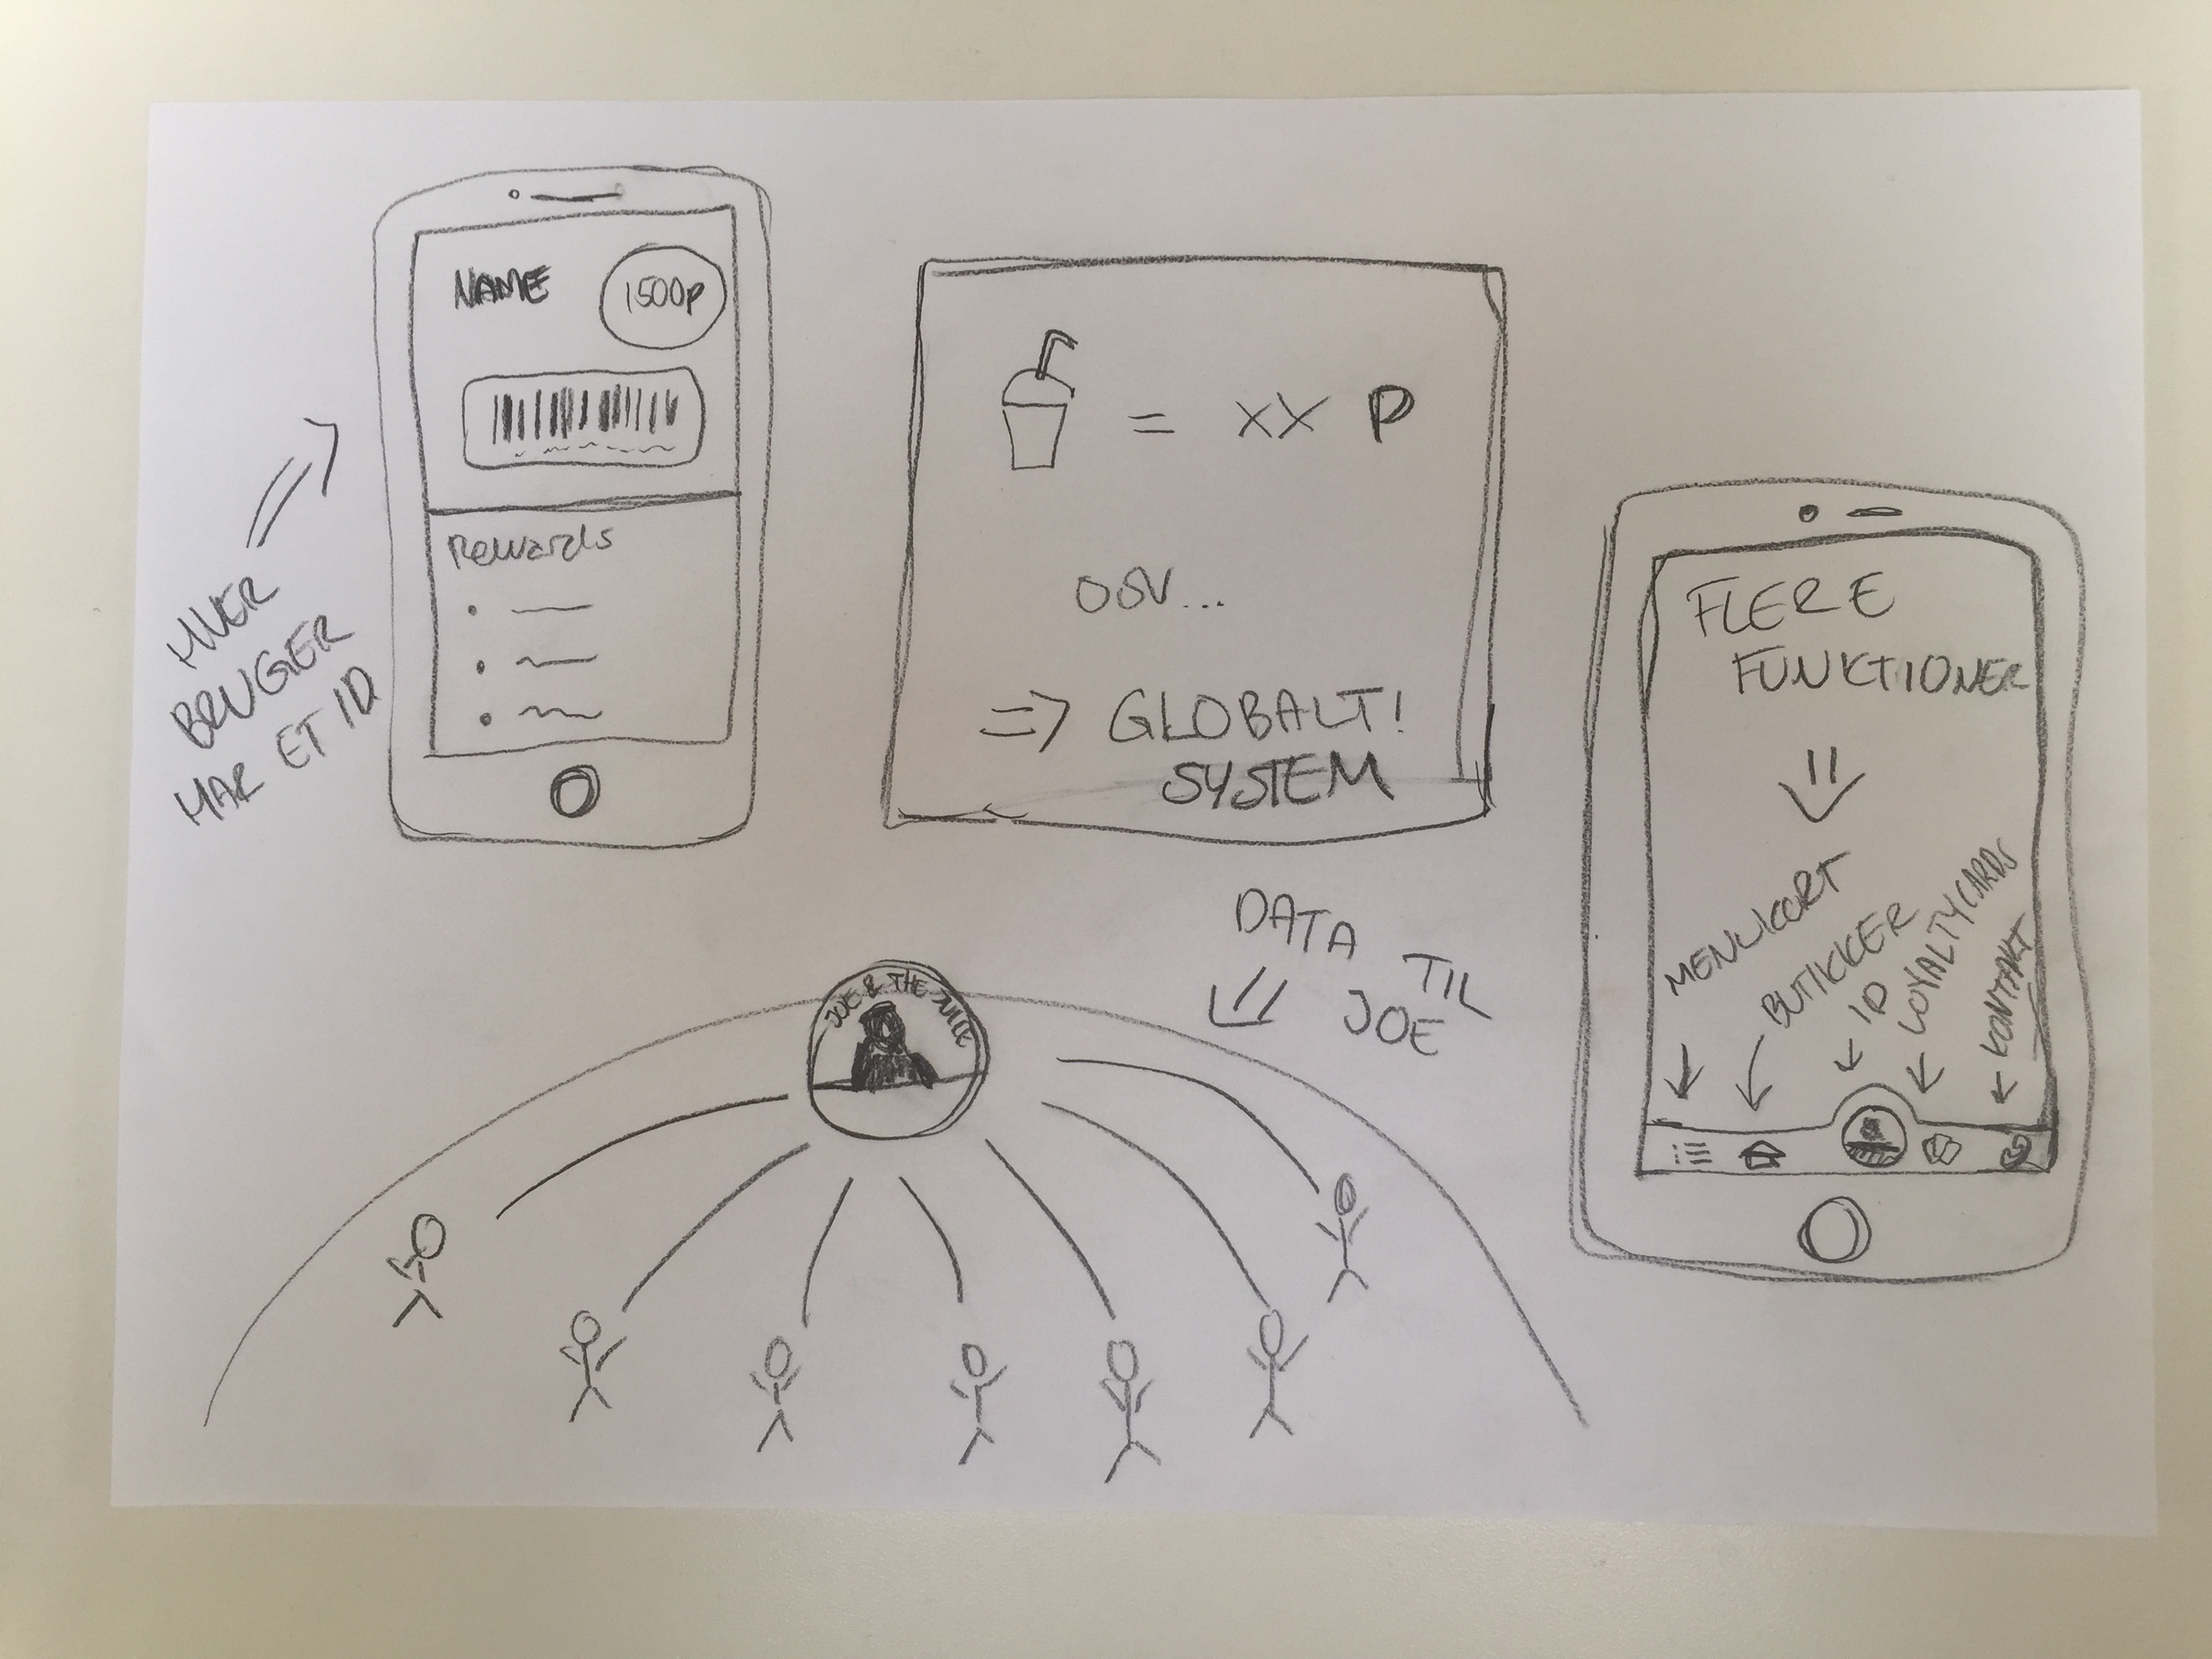 NAME
1500P
Rewards
HVER
BRUGER
HAR ET ID
= XX P
OSV...
=> GLOBALT!
SYSTEM
FLERE
FUNKTIONER
MENUKORT
BUTIKKER
ID
LOYALTYCARDS
KONTAKT
DATA TIL
JOE
JOE & THE JUICE